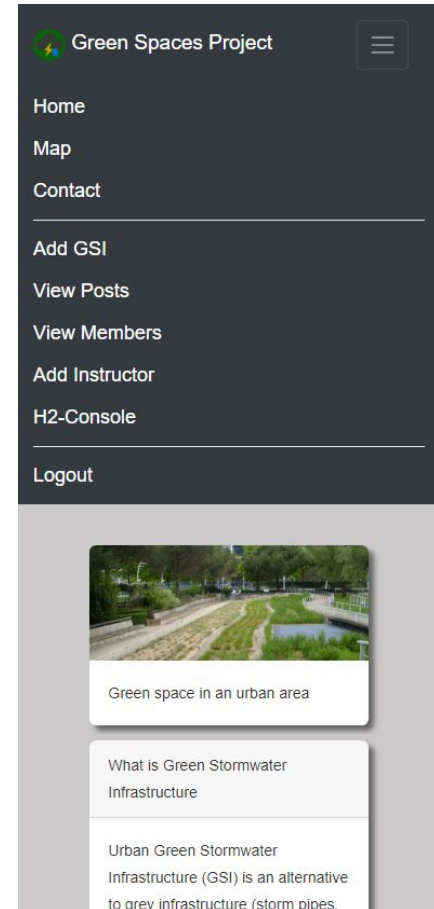 Green Spaces Project
Home
Map
Contact
Add GSI
View Posts
View Members
Add Instructor
H2-Console
Logout
Green space in an urban area
What is Green Stormwater
Infrastructure
Urban Green Stormwater
Infrastructure (GSI) is an alternative
to grey infrastructure (storm pipes,